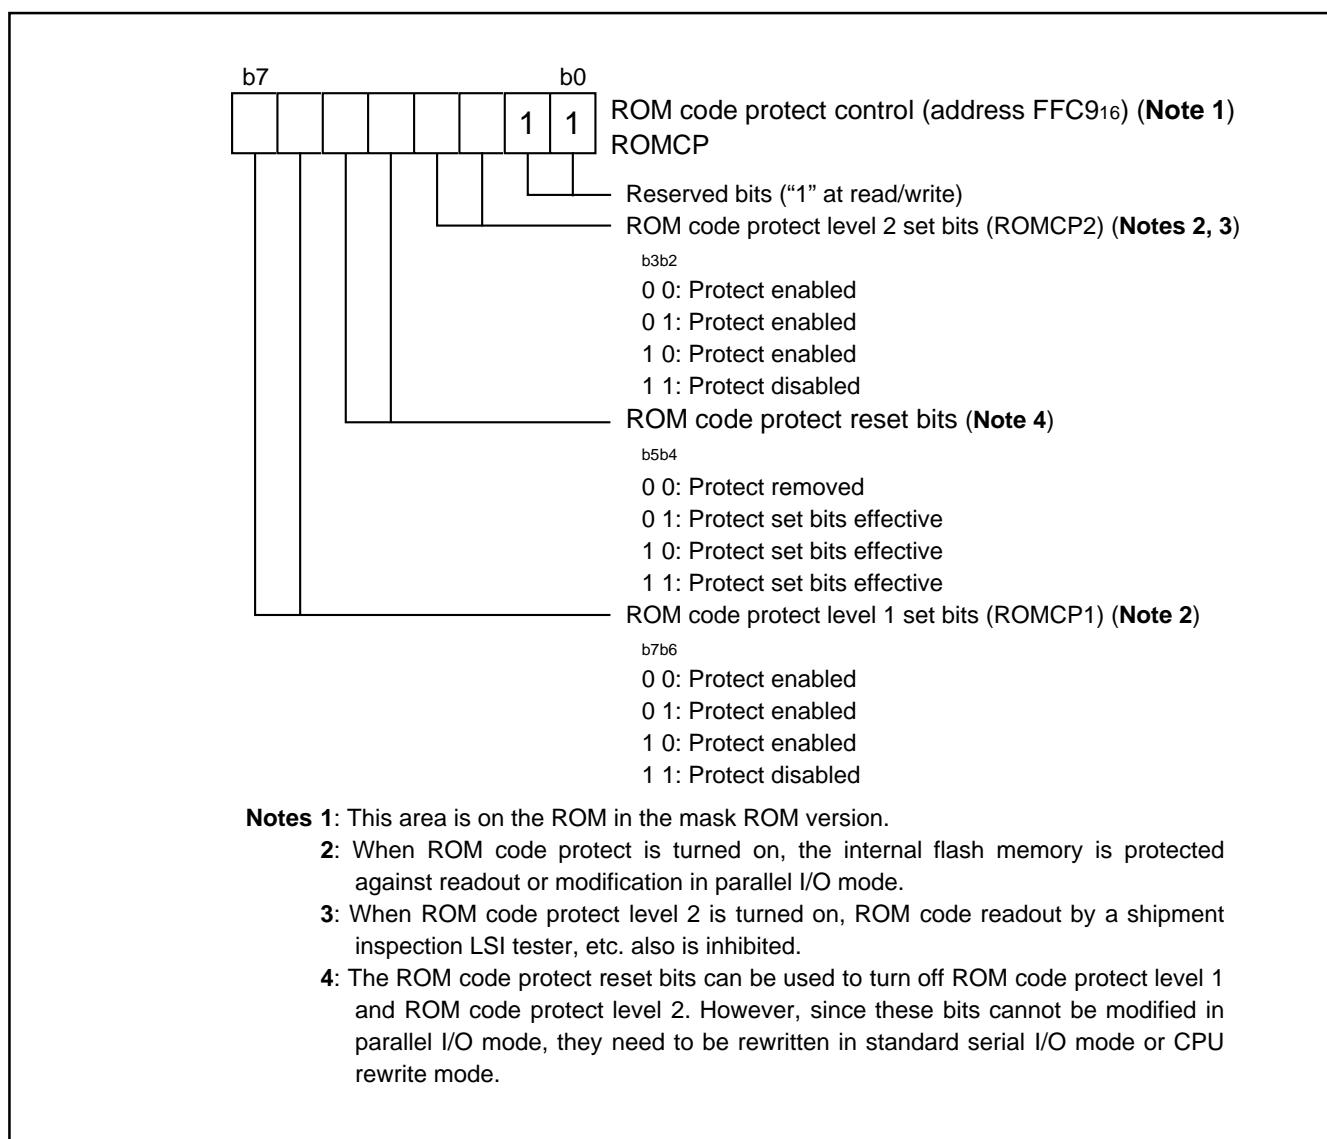 b7 b0
1 1 ROM code protect control (address FFC916) (Note 1)
ROMCP
Reserved bits (“1” at read/write)
ROM code protect level 2 set bits (ROMCP2) (Notes 2, 3)
b3b2
0 0: Protect enabled
0 1: Protect enabled
1 0: Protect enabled
1 1: Protect disabled
ROM code protect reset bits (Note 4)
b5b4
0 0: Protect removed
0 1: Protect set bits effective
1 0: Protect set bits effective
1 1: Protect set bits effective
ROM code protect level 1 set bits (ROMCP1) (Note 2)
b7b6
0 0: Protect enabled
0 1: Protect enabled
1 0: Protect enabled
1 1: Protect disabled
Notes 1: This area is on the ROM in the mask ROM version.
2: When ROM code protect is turned on, the internal flash memory is protected
against readout or modification in parallel I/O mode.
3: When ROM code protect level 2 is turned on, ROM code readout by a shipment
inspection LSI tester, etc. also is inhibited.
4: The ROM code protect reset bits can be used to turn off ROM code protect level 1
and ROM code protect level 2. However, since these bits cannot be modified in
parallel I/O mode, they need to be rewritten in standard serial I/O mode or CPU
rewrite mode.